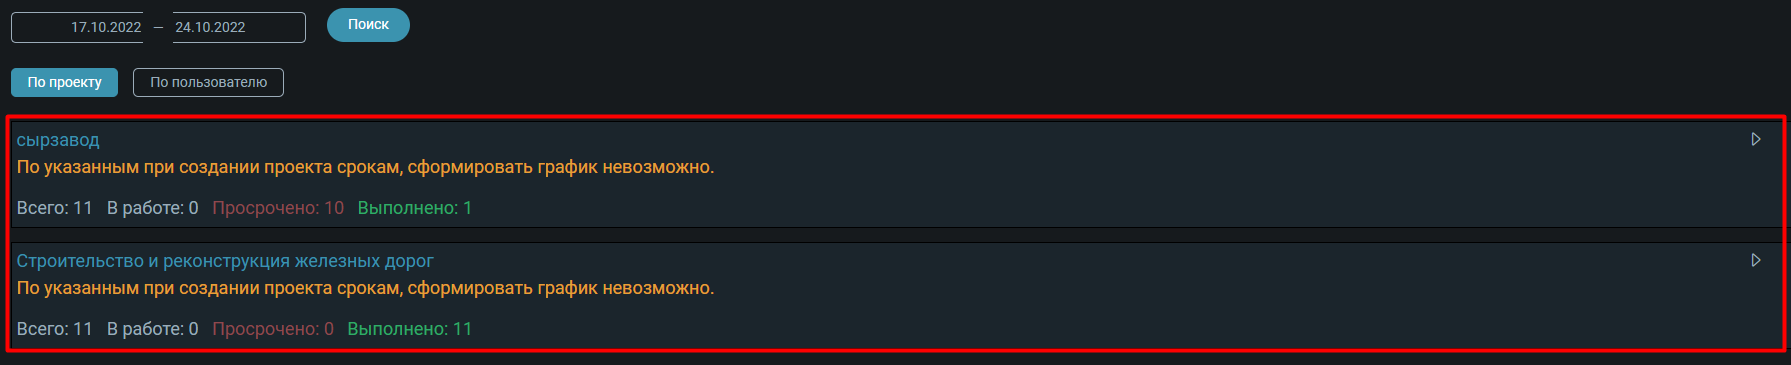 17.10.2022 — 24.10.2022 Поиск
По проекту По пользователю
сырзавод
По указанным при создании проекта срокам, сформировать график невозможно.
Всего: 11 В работе: 0 Просрочено: 10 Выполнено: 1
Строительство и реконструкция железных дорог
По указанным при создании проекта срокам, сформировать график невозможно.
Всего: 11 В работе: 0 Просрочено: 0 Выполнено: 11